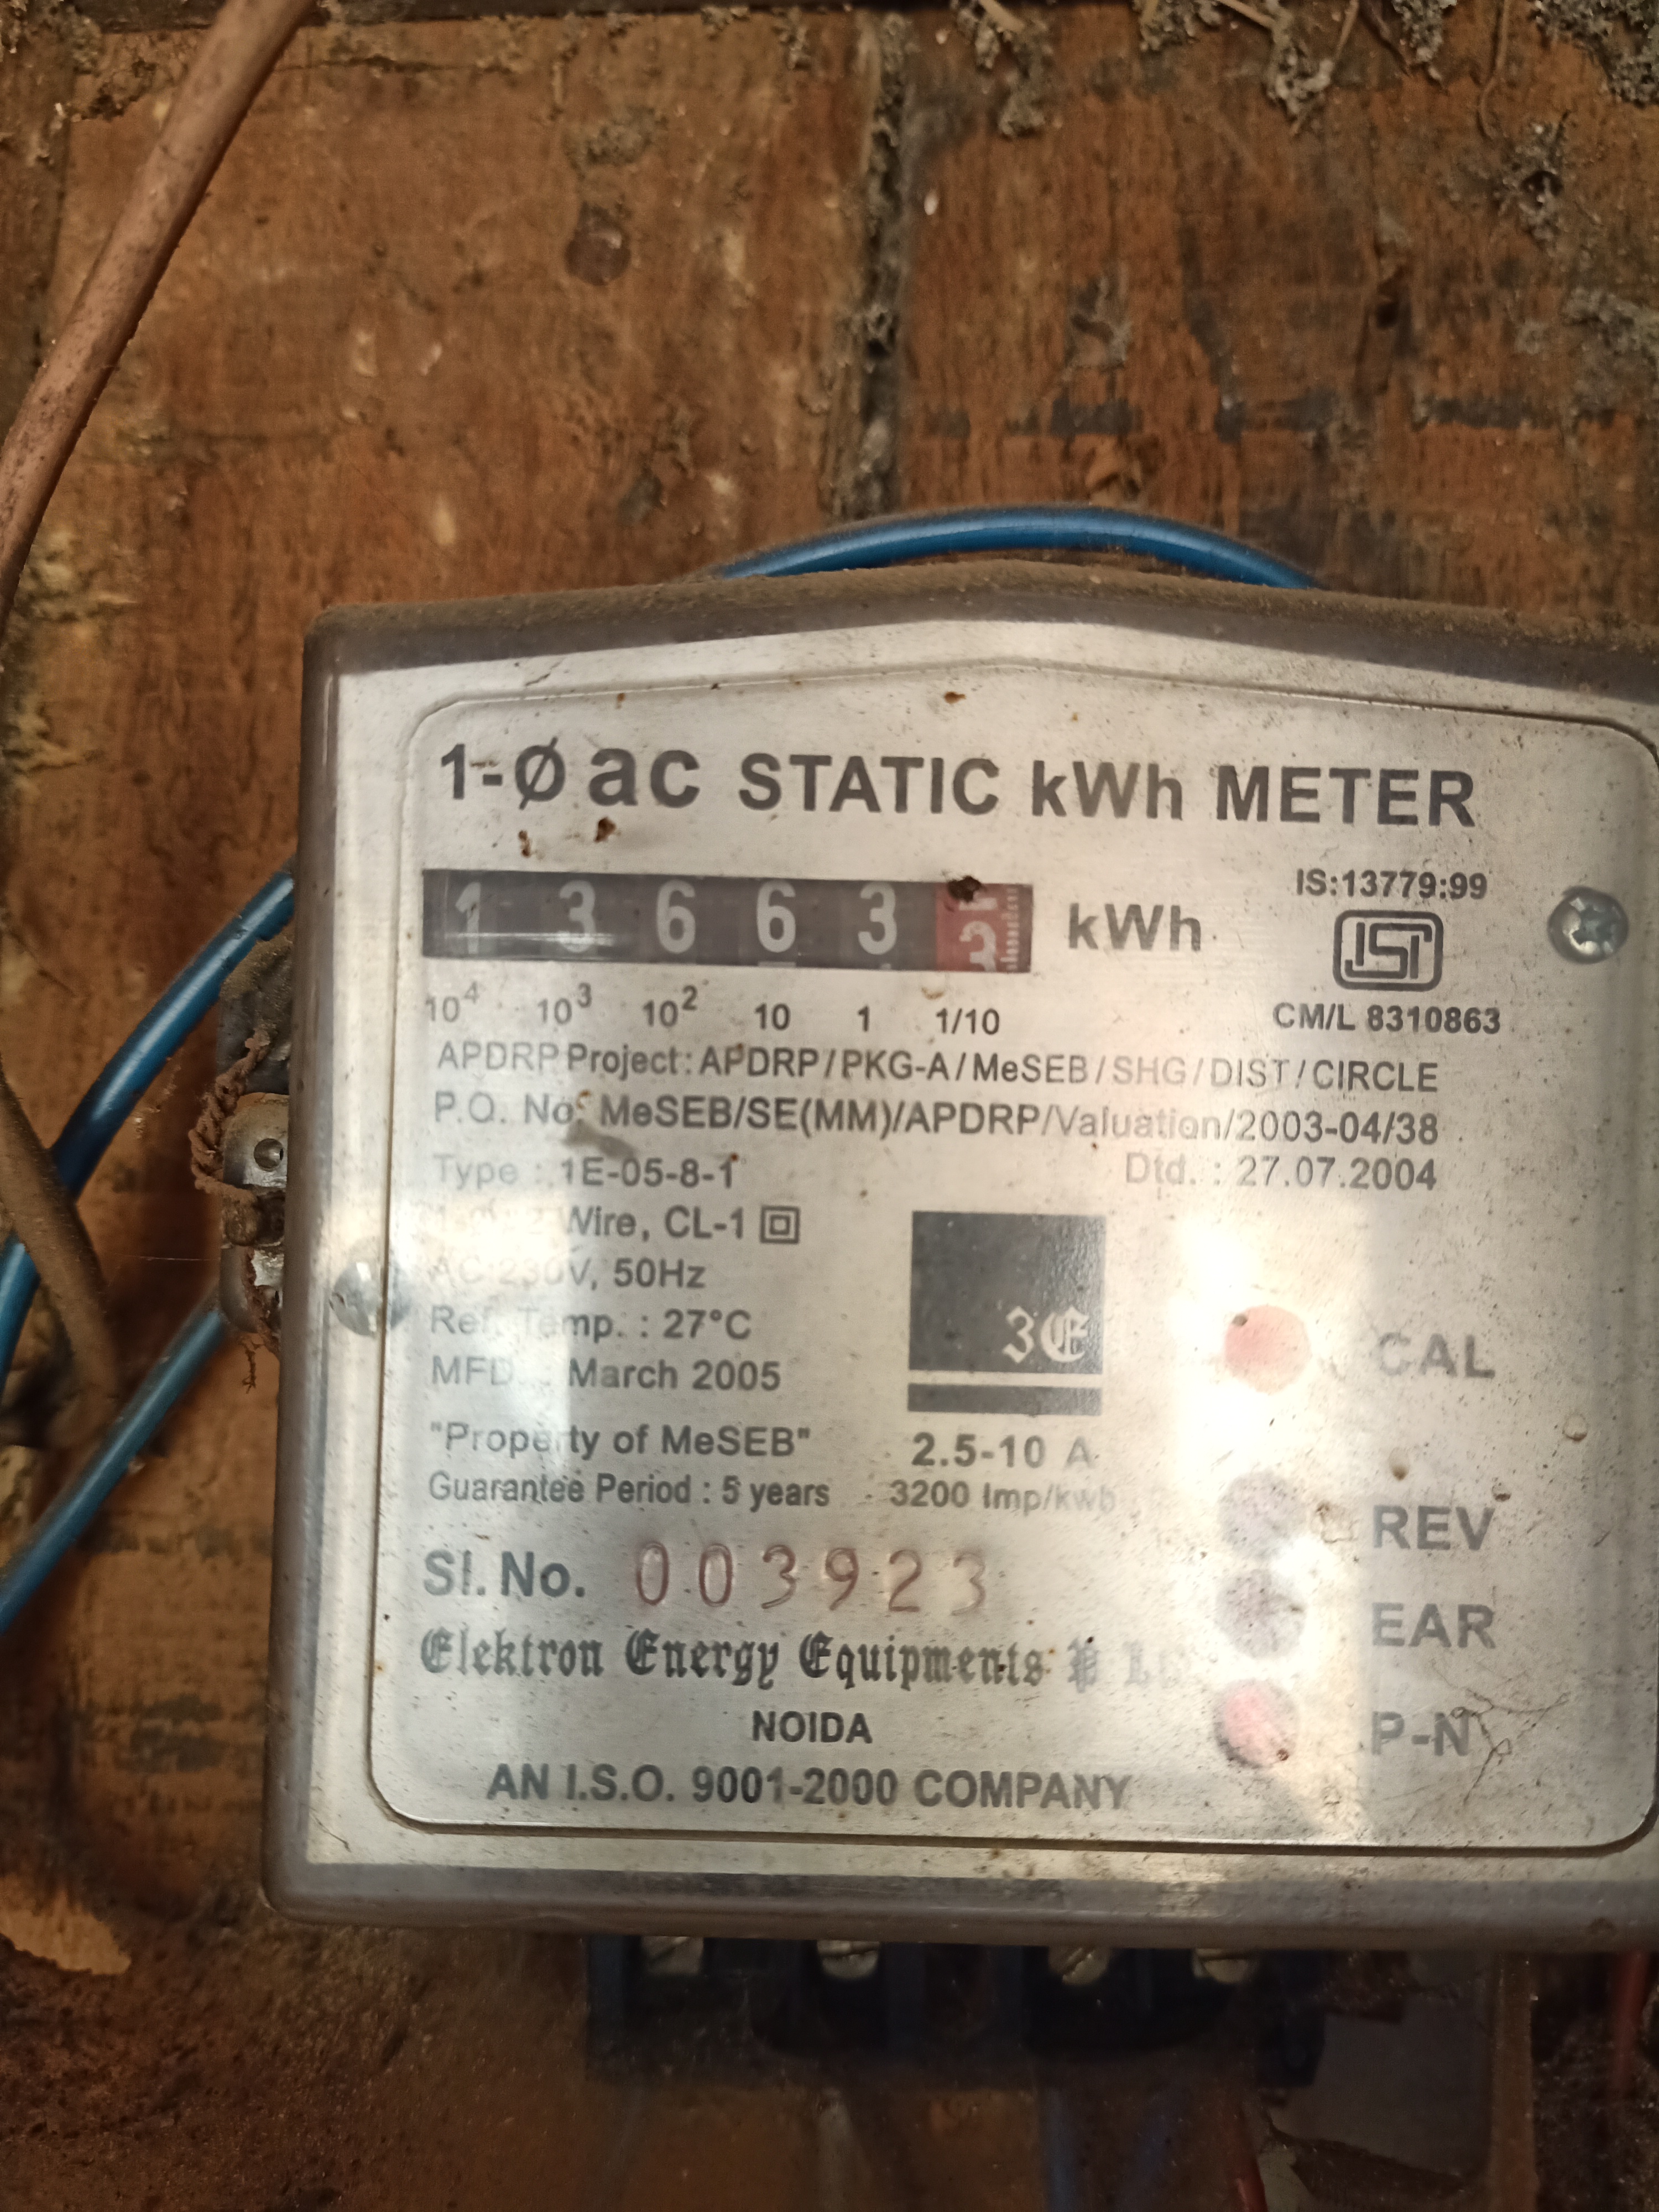 1-Ø ac STATIC kWh METER
1 3 6 6 3 3 kWh
10⁴ 10³ 10² 10 1 1/10
IS:13779:99
ISI
CM/L 8310863
APDRP Project : APDRP / PKG-A / MeSEB / SHG / DIST / CIRCLE
P.O. No. MeSEB/SE(MM)/APDRP/Valuation/2003-04/38
Type : 1E-05-8-1 Dtd. : 27.07.2004
Wire, CL-1
AC 230V, 50Hz
Ref. Temp. : 27°C
MFD. : March 2005
3E
"Property of MeSEB" 2.5-10 A
Guarantee Period : 5 years 3200 Imp/kwh
Sl. No. 003923
Elektron Energy Equipments P
NOIDA
AN I.S.O. 9001-2000 COMPANY
CAL
REV
EAR
P-N